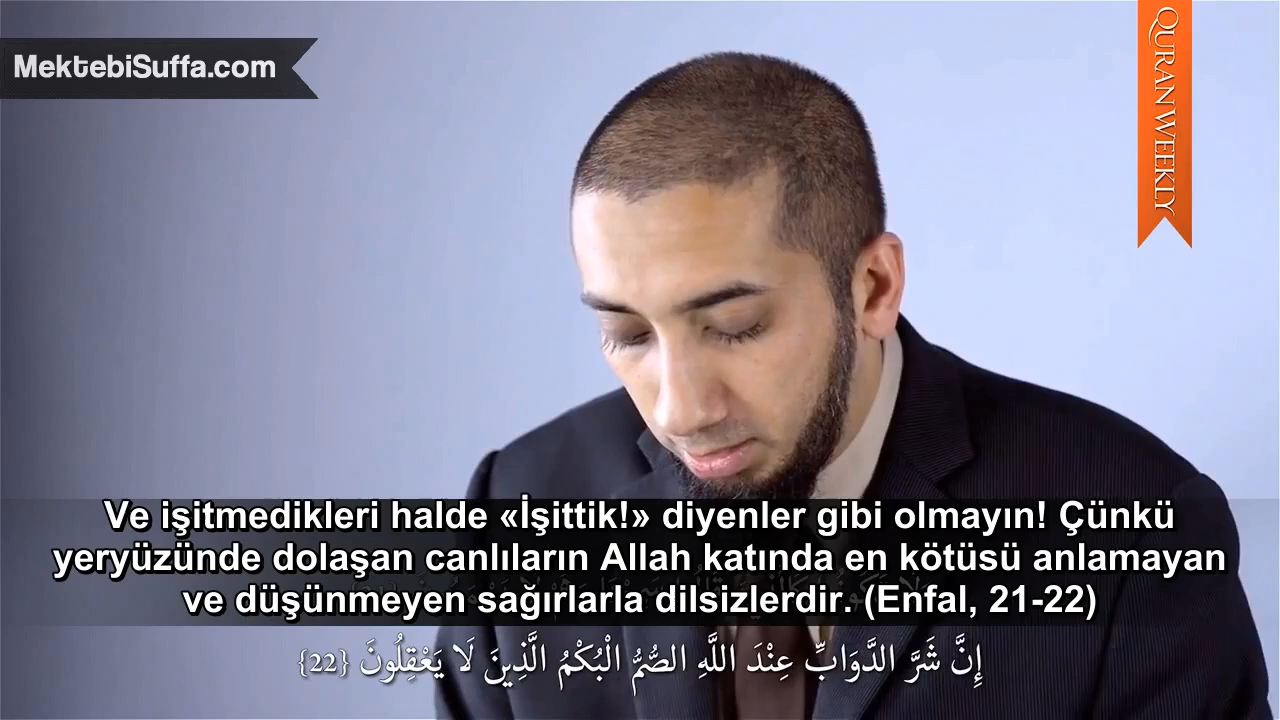 MektebiSuffa.com
QURAN WEEKLY
Ve işitmedikleri halde «İşittik!» diyenler gibi olmayın! Çünkü
yeryüzünde dolaşan canlıların Allah katında en kötüsü anlamayan
ve düşünmeyen sağırlarla dilsizlerdir. (Enfal, 21-22)
إِنَّ شَرَّ الدَّوَابِّ عِنْدَ اللَّهِ الصُّمُّ الْبُكْمُ الَّذِينَ لَا يَعْقِلُونَ {22}